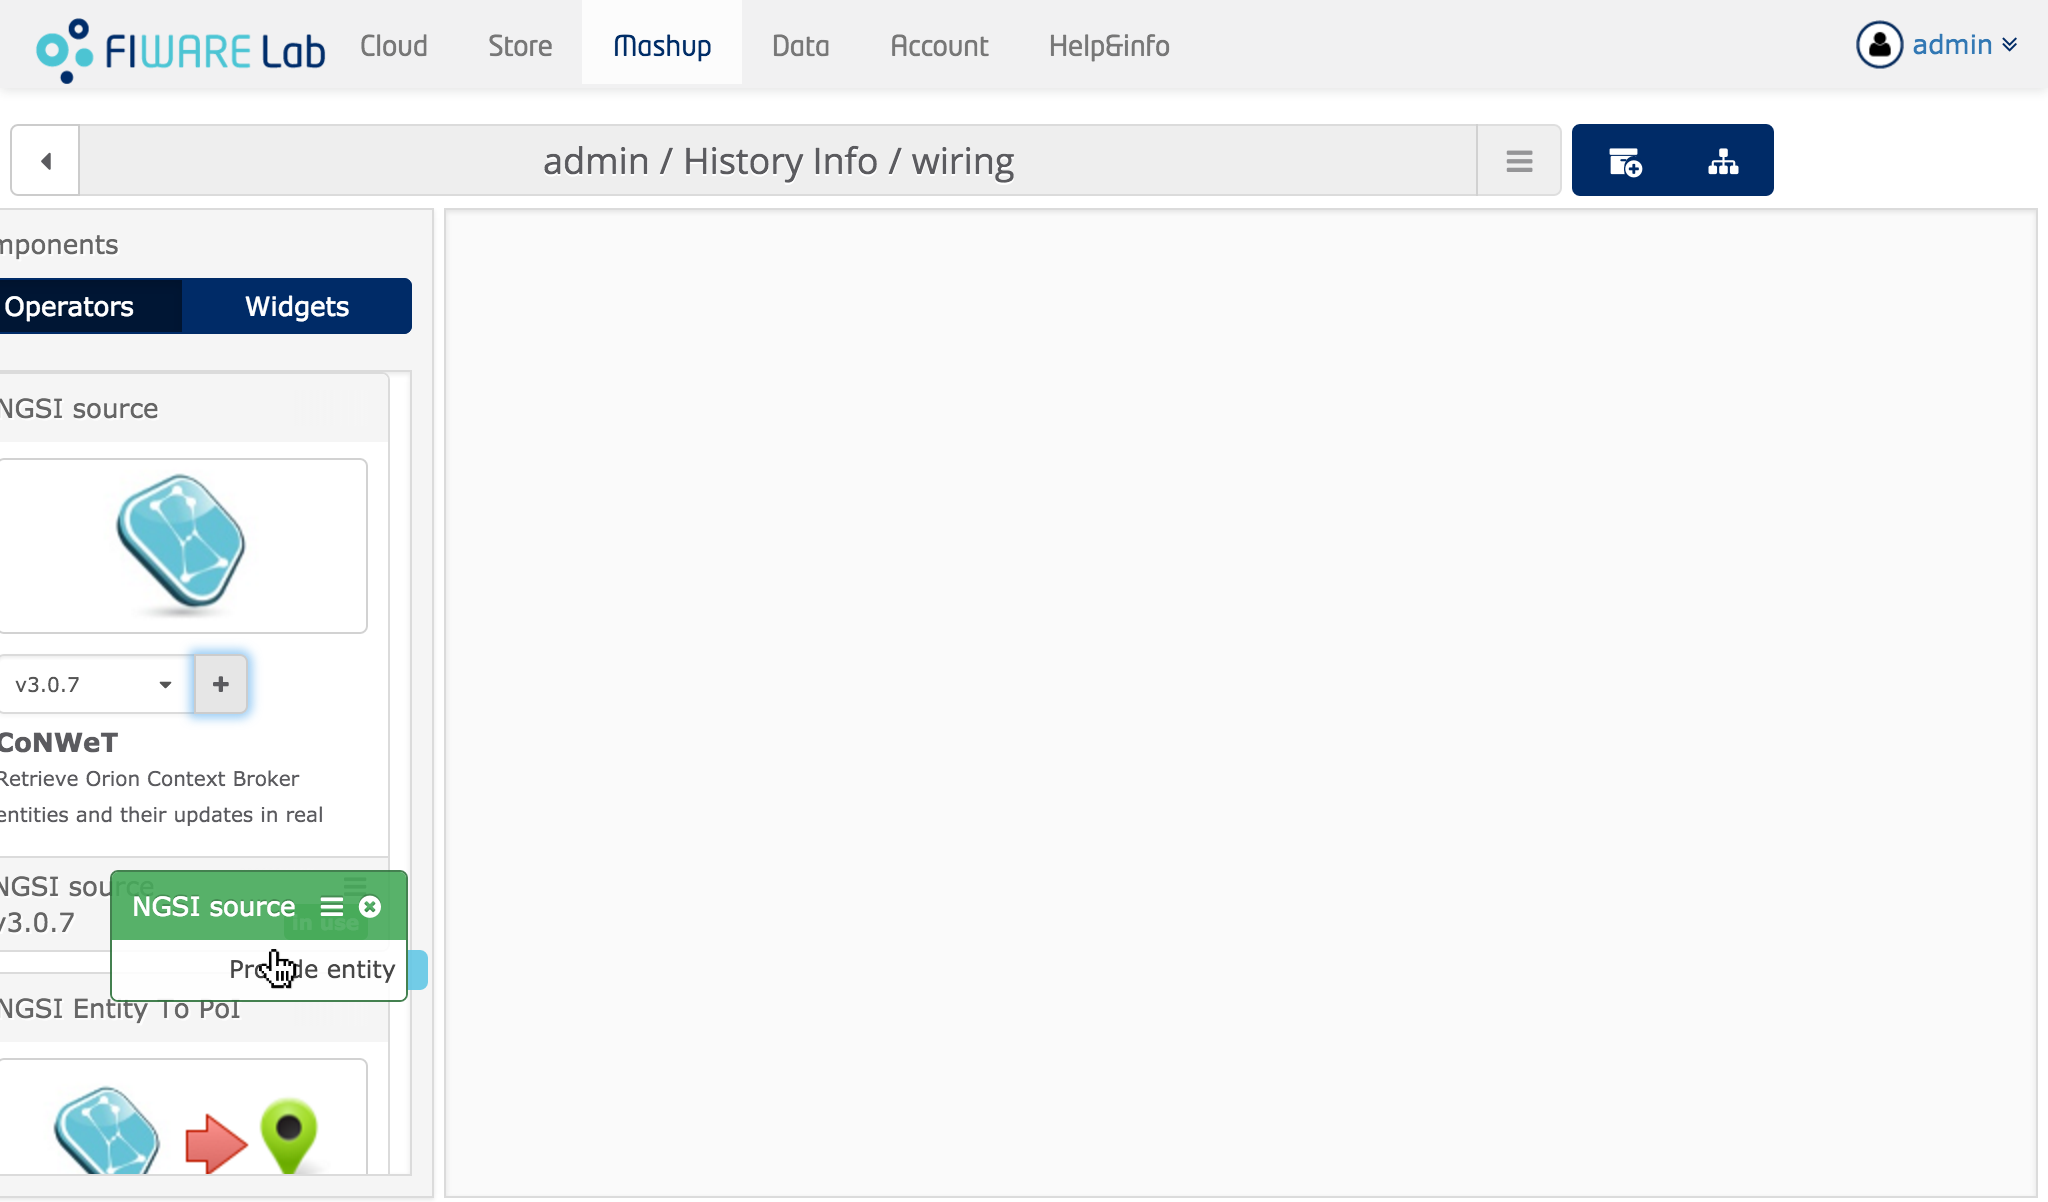 FIWARE Lab Cloud Store Mashup Data Account Help&info admin
admin / History Info / wiring
mponents
Operators Widgets
NGSI source
v3.0.7
CoNWeT
Retrieve Orion Context Broker
entities and their updates in real
NGSI source
v3.0.7
in use
NGSI source
Provide entity
NGSI Entity To PoI